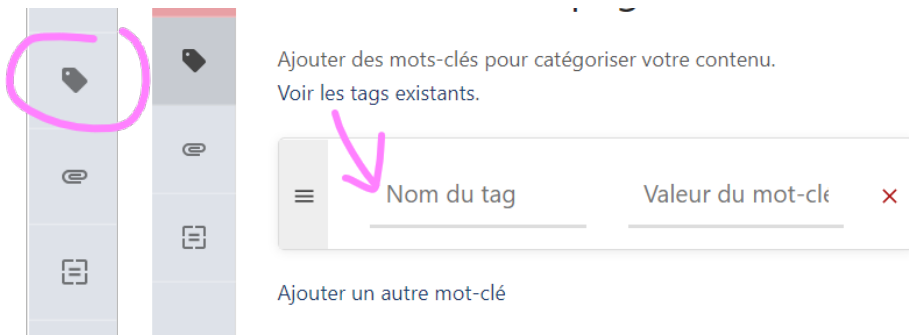 Ajouter des mots-clés pour catégoriser votre contenu.
Voir les tags existants.
Nom du tag
Valeur du mot-clé
Ajouter un autre mot-clé